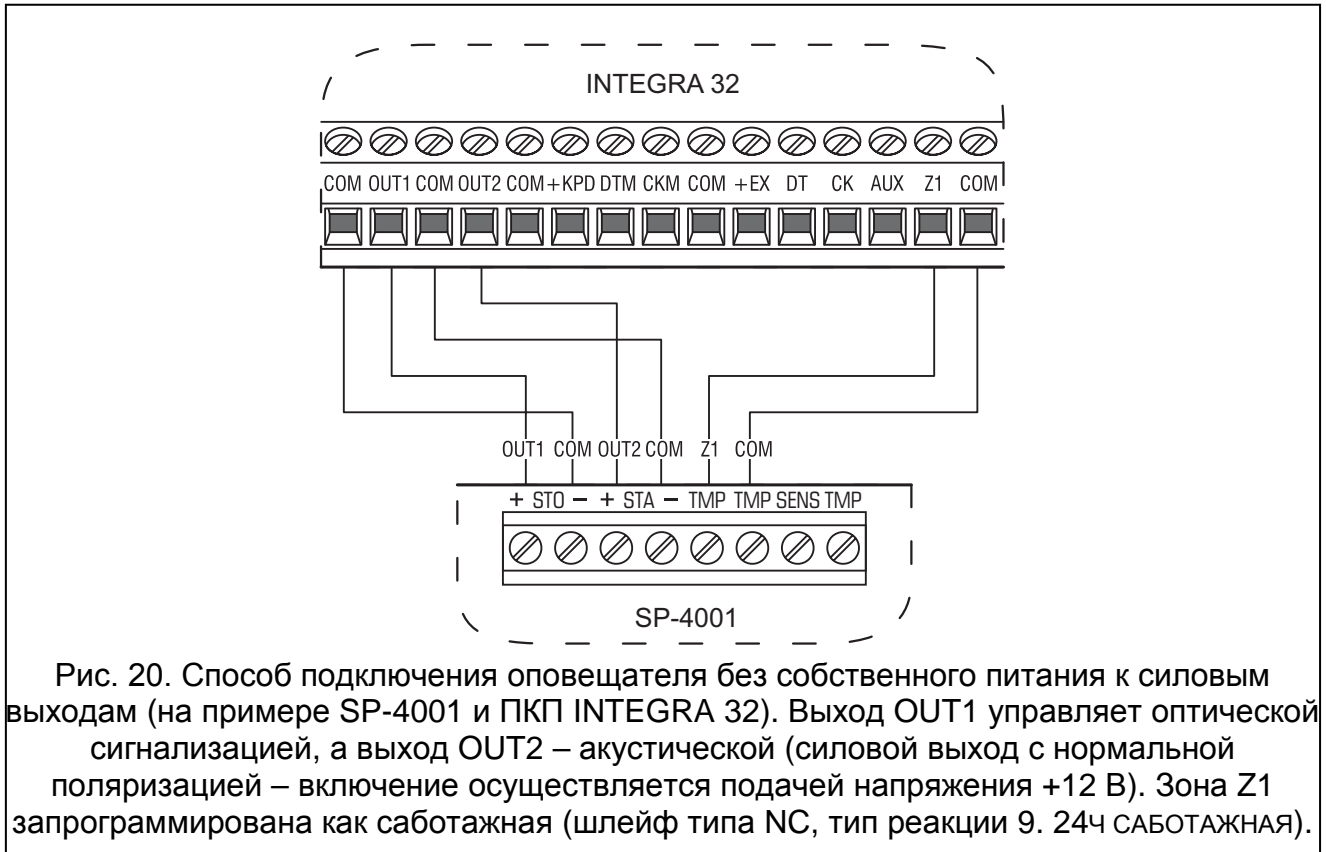 INTEGRA 32
COM OUT1 COM OUT2 COM +KPD DTM CKM COM +EX DT CK AUX Z1 COM
OUT1 COM OUT2 COM Z1 COM
+ STO − + STA − TMP TMP SENS TMP
SP-4001
Рис. 20. Способ подключения оповещателя без собственного питания к силовым
выходам (на примере SP-4001 и ПКП INTEGRA 32). Выход OUT1 управляет оптической
сигнализацией, а выход OUT2 – акустической (силовой выход с нормальной
поляризацией – включение осуществляется подачей напряжения +12 В). Зона Z1
запрограммирована как саботажная (шлейф типа NC, тип реакции 9. 24Ч САБОТАЖНАЯ).